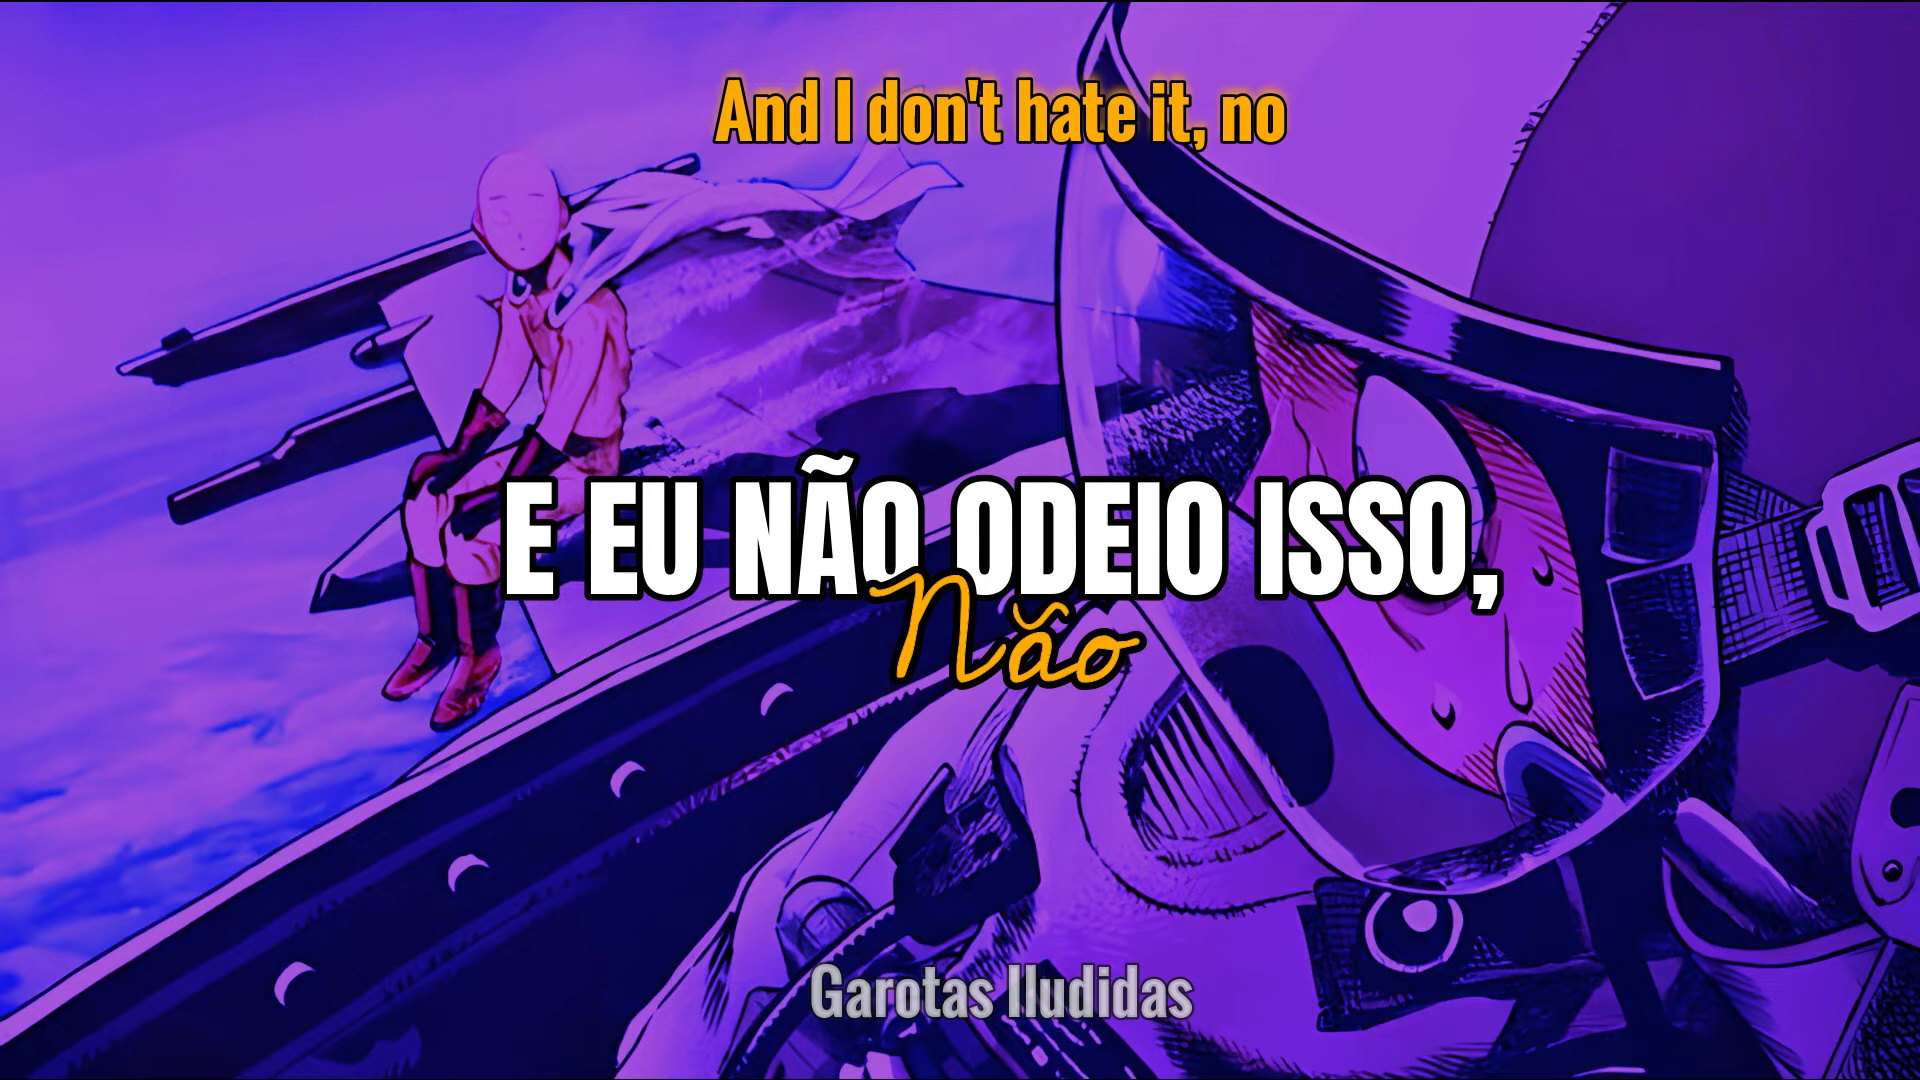 And I don't hate it, no
E EU NÃO ODEIO ISSO,
Não
Garotas Iludidas